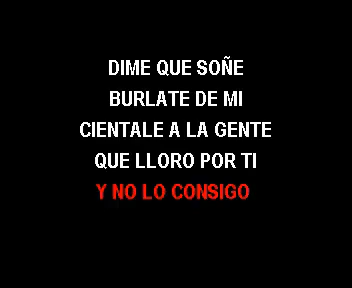 DIME QUE SOÑE
BURLATE DE MI
CIENTALE A LA GENTE
QUE LLORO POR TI
Y NO LO CONSIGO